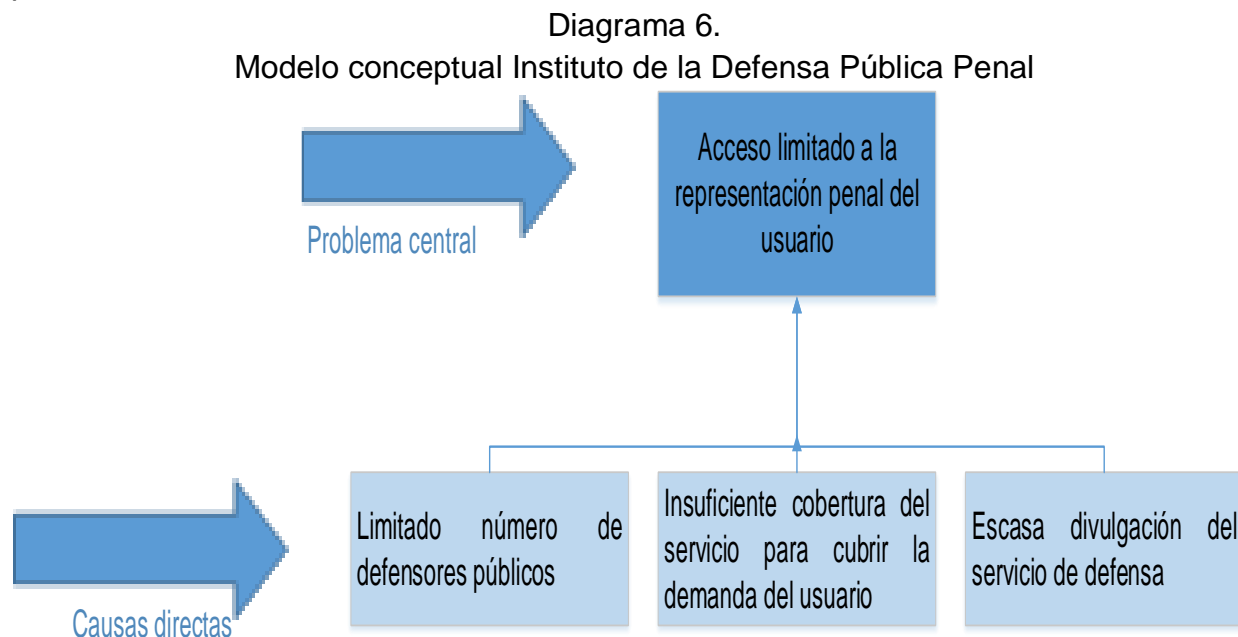 Diagrama 6.
Modelo conceptual Instituto de la Defensa Pública Penal
Acceso limitado a la
representación penal del
usuario
Problema central
Limitado número de
defensores públicos
Insuficiente cobertura del
servicio para cubrir la
demanda del usuario
Escasa divulgación del
servicio de defensa
Causas directas